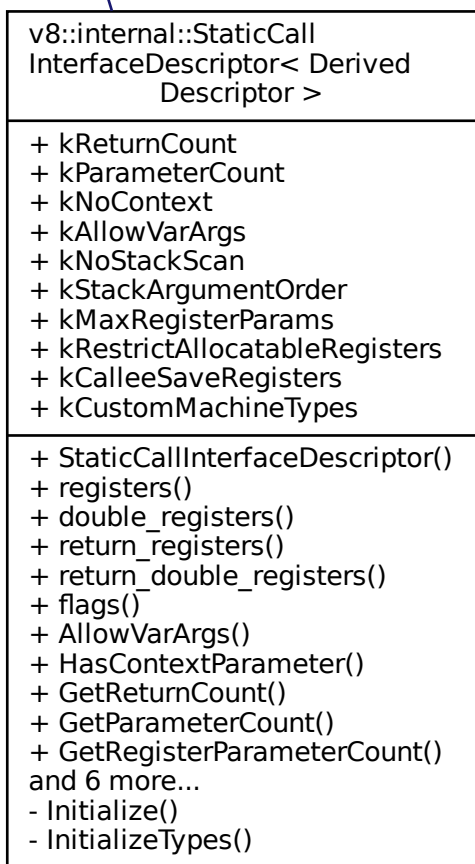 v8::internal::StaticCall
InterfaceDescriptor< Derived
Descriptor >
+ kReturnCount
+ kParameterCount
+ kNoContext
+ kAllowVarArgs
+ kNoStackScan
+ kStackArgumentOrder
+ kMaxRegisterParams
+ kRestrictAllocatableRegisters
+ kCalleeSaveRegisters
+ kCustomMachineTypes
+ StaticCallInterfaceDescriptor()
+ registers()
+ double_registers()
+ return_registers()
+ return_double_registers()
+ flags()
+ AllowVarArgs()
+ HasContextParameter()
+ GetReturnCount()
+ GetParameterCount()
+ GetRegisterParameterCount()
and 6 more...
- Initialize()
- InitializeTypes()